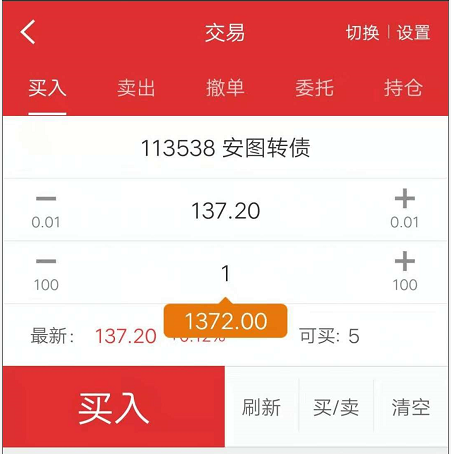 交易 切换 设置
买入 卖出 撤单 委托 持仓
113538 安图转债
0.01 137.20 0.01
100 1 100
1372.00
最新: 137.20 +0.12% 可买: 5
买入 刷新 买/卖 清空